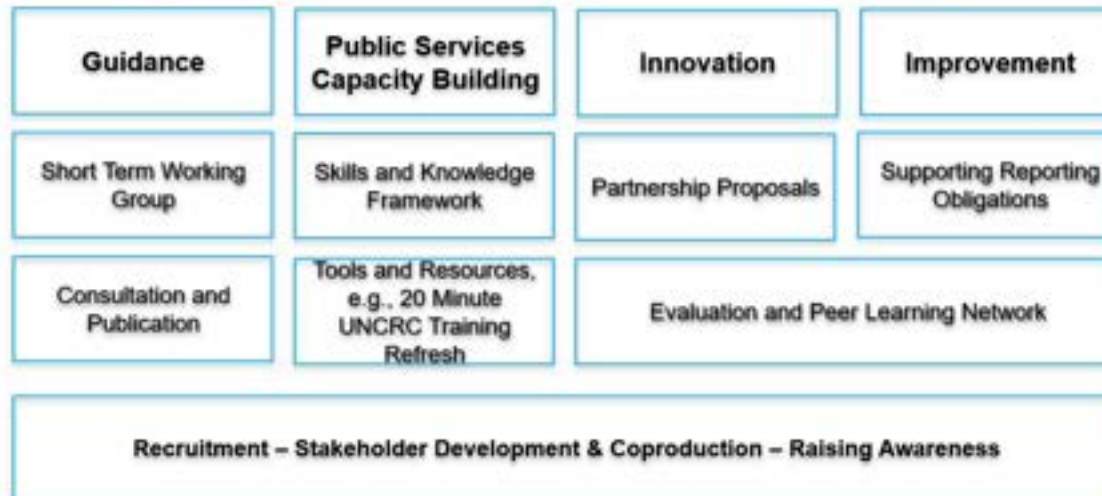 Guidance
Public Services
Capacity Building
Innovation
Improvement
Short Term Working
Group
Skills and Knowledge
Framework
Partnership Proposals
Supporting Reporting
Obligations
Consultation and
Publication
Tools and Resources,
e.g., 20 Minute
UNCRC Training
Refresh
Evaluation and Peer Learning Network
Recruitment – Stakeholder Development & Coproduction – Raising Awareness